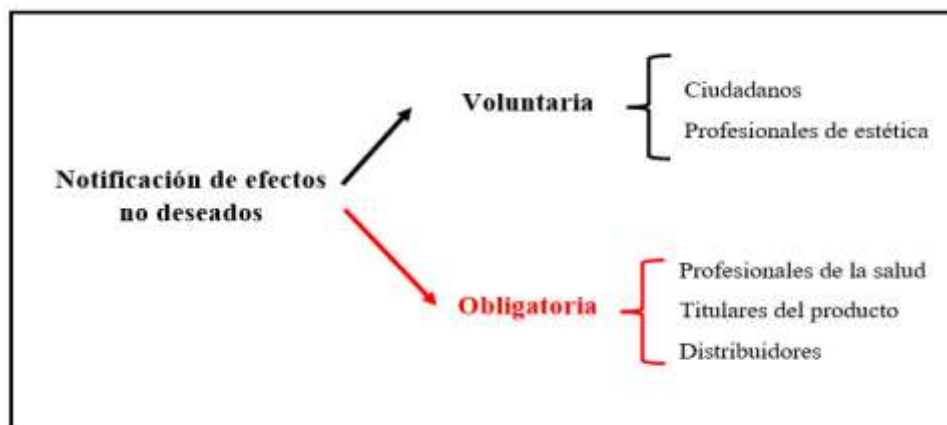 Voluntaria
Ciudadanos
Profesionales de estética
Notificación de efectos
no deseados
Obligatoria
Profesionales de la salud
Titulares del producto
Distribuidores